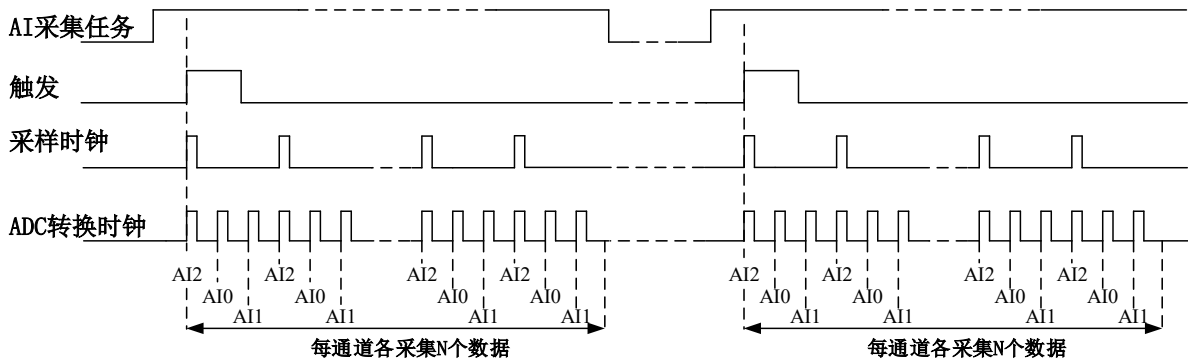 AI采集任务
触发
采样时钟
ADC转换时钟
AI2 AI2 AI2 AI2 AI2 AI2 AI2 AI2
AI0 AI0 AI0 AI0 AI0 AI0 AI0 AI0
AI1 AI1 AI1 AI1 AI1 AI1 AI1 AI1
每通道各采集N个数据 每通道各采集N个数据